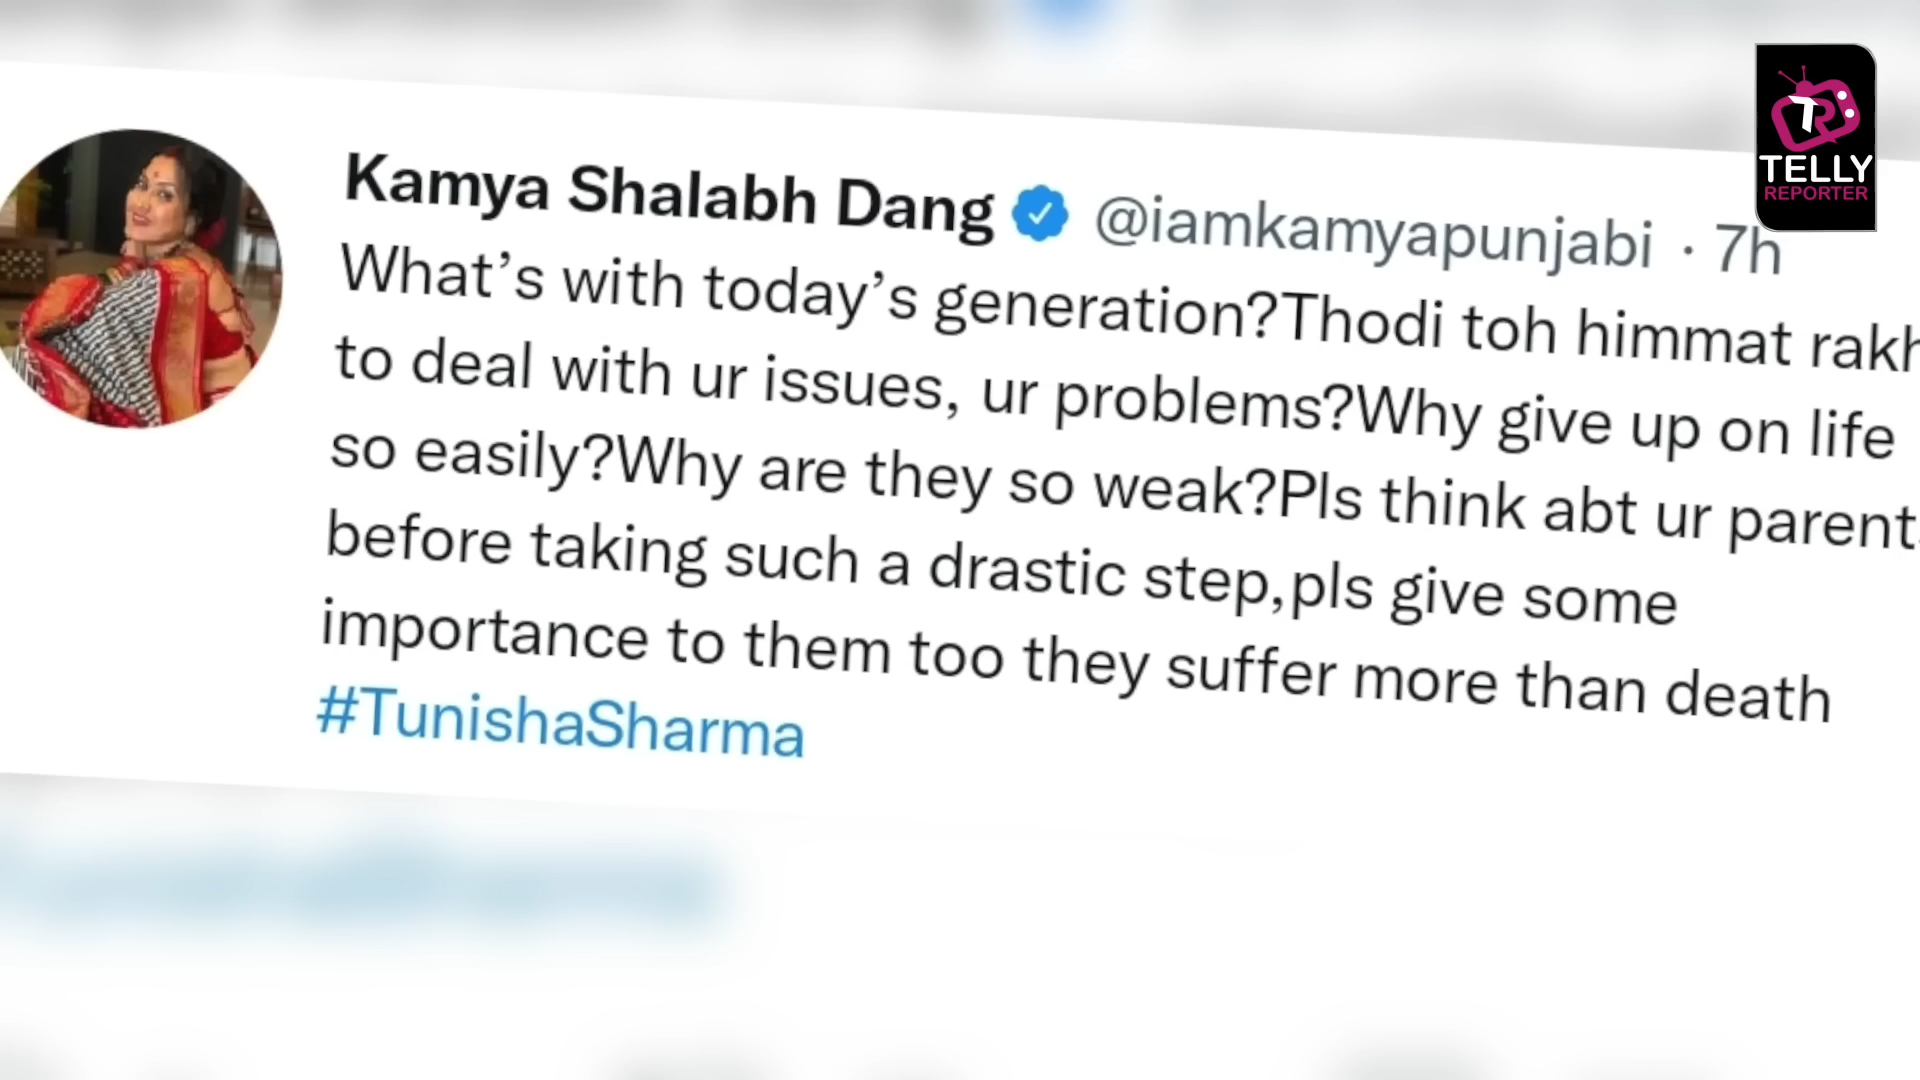 Kamya Shalabh Dang @iamkamyapunjabi · 7h
What's with today's generation?Thodi toh himmat
to deal with ur issues, ur problems?Why give up on life
so easily?Why are they so weak?Pls think abt ur
before taking such a drastic step,pls give some
importance to them too they suffer more than death
#TunishaSharma
TELLY
REPORTER